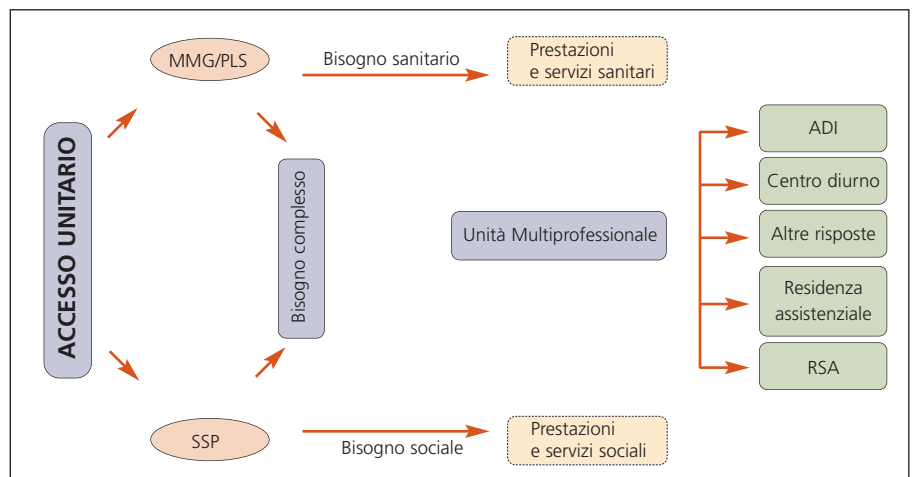 MMG/PLS
Bisogno sanitario
Prestazioni
e servizi sanitari
ACCESSO UNITARIO
Bisogno complesso
Unità Multiprofessionale
ADI
Centro diurno
Altre risposte
Residenza
assistenziale
RSA
SSP
Bisogno sociale
Prestazioni
e servizi sociali